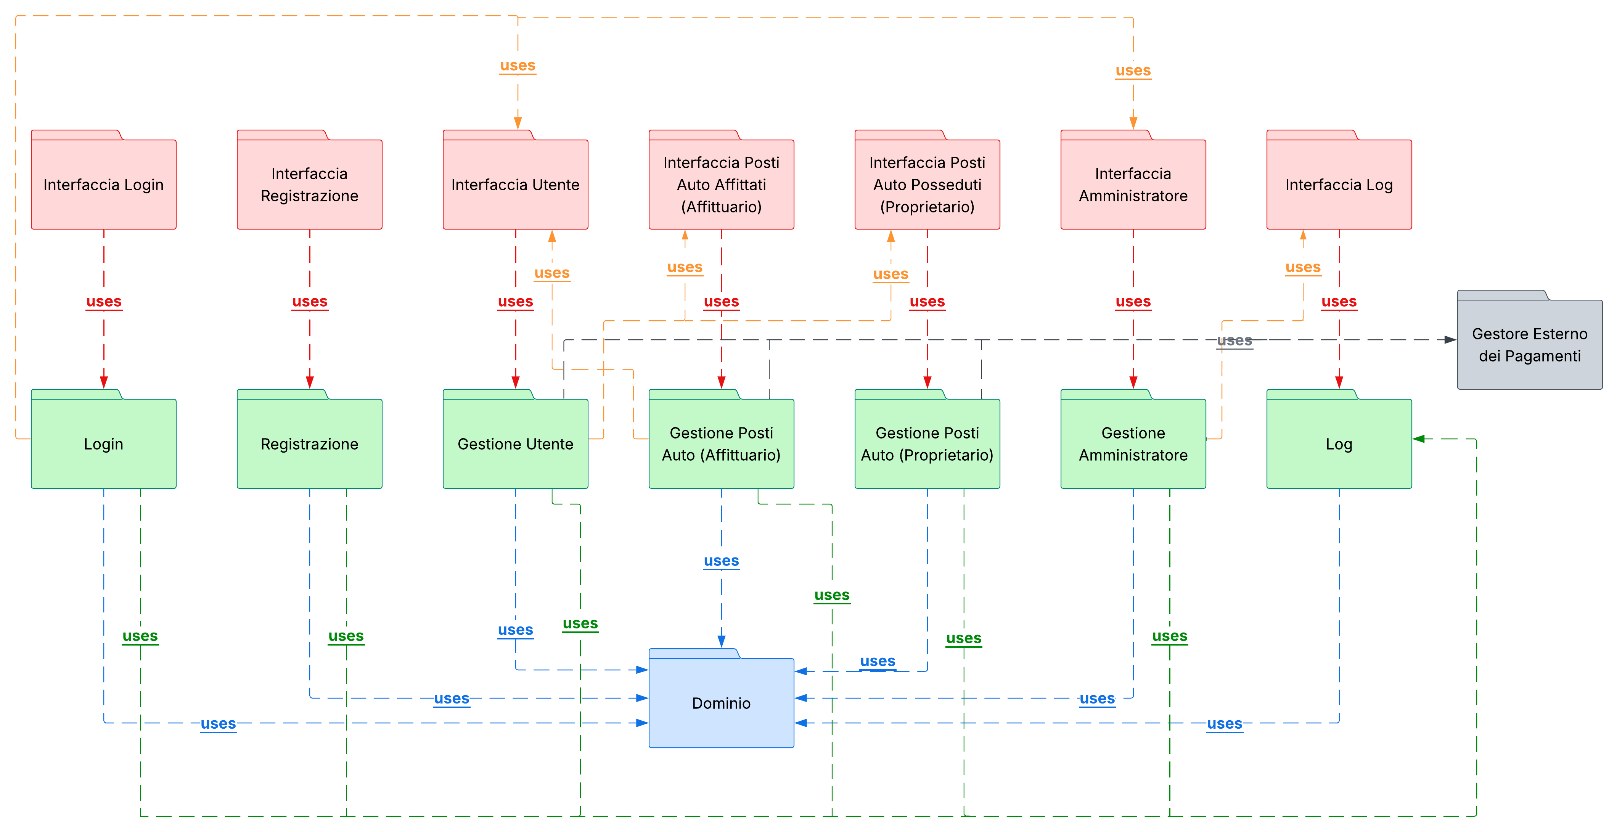 uses
uses
Interfaccia Login
Interfaccia
Registrazione
Interfaccia Utente
Interfaccia Posti
Auto Affittati
(Affittuario)
Interfaccia Posti
Auto Posseduti
(Proprietario)
Interfaccia
Amministratore
Interfaccia Log
uses
uses
uses
uses
uses
uses
uses
uses
uses
uses
uses
uses
Gestore Esterno
dei Pagamenti
Login
Registrazione
Gestione Utente
Gestione Posti
Auto (Affittuario)
Gestione Posti
Auto (Proprietario)
Gestione
Amministratore
Log
uses
uses
uses
uses
uses
uses
uses
uses
uses
Dominio
uses
uses
uses
uses